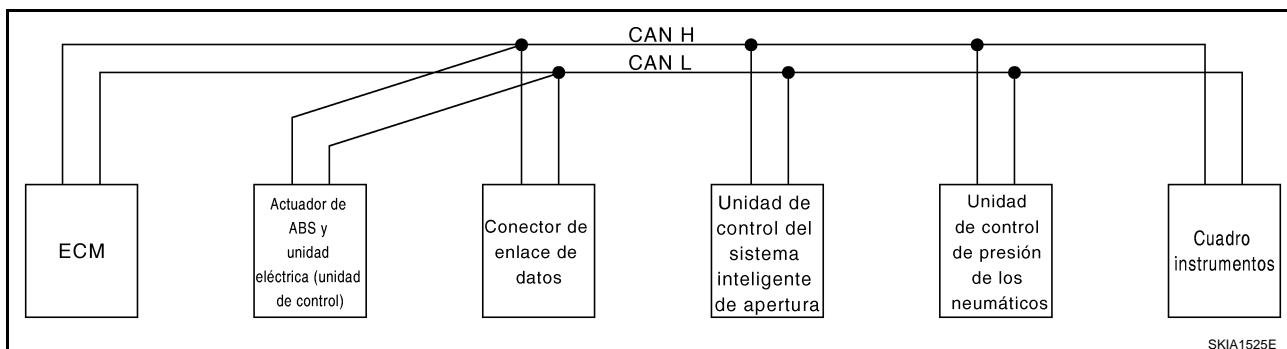 CAN H
CAN L
ECM
Actuador de
ABS y
unidad
eléctrica (unidad
de control)
Conector de
enlace de
datos
Unidad de
control del
sistema
inteligente
de apertura
Unidad
de control
de presión
de los
neumáticos
Cuadro
instrumentos
SKIA1525E